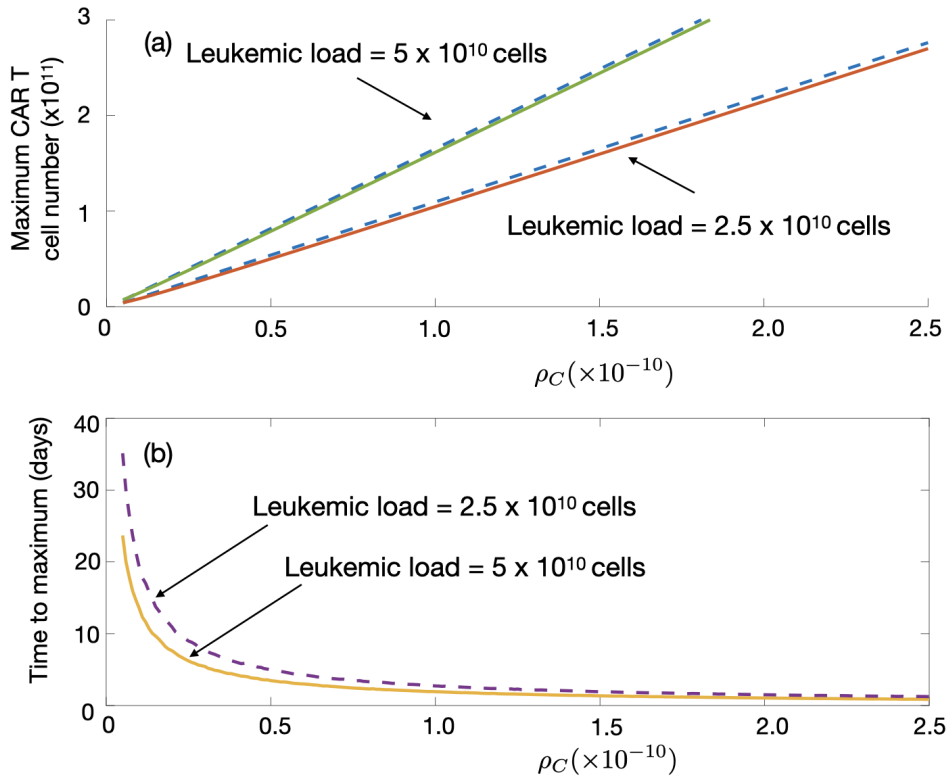 (a)
Leukemic load = 5 x 10¹⁰ cells
Leukemic load = 2.5 x 10¹⁰ cells
Maximum CAR T
cell number (x10¹¹)
3
2
1
0
0 0.5 1.0 1.5 2.0 2.5
ρ_C(×10⁻¹⁰)
(b)
Leukemic load = 2.5 x 10¹⁰ cells
Leukemic load = 5 x 10¹⁰ cells
Time to maximum (days)
40
30
20
10
0
0 0.5 1.0 1.5 2.0 2.5
ρ_C(×10⁻¹⁰)